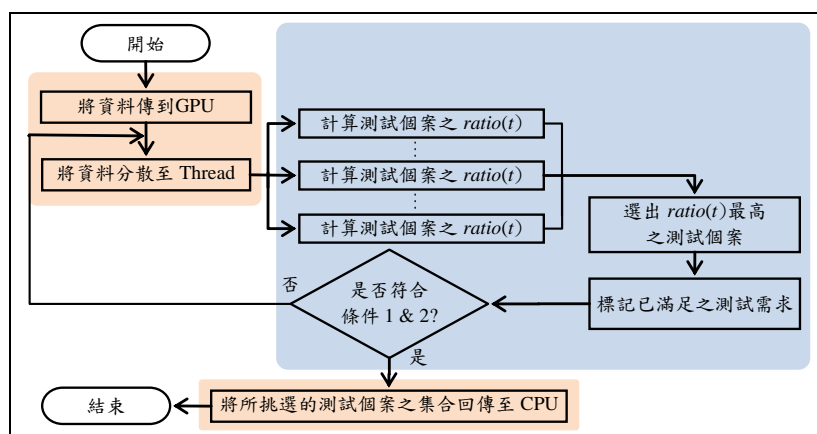 開始
將資料傳到GPU
將資料分散至 Thread
計算測試個案之 ratio(t)
計算測試個案之 ratio(t)
計算測試個案之 ratio(t)
選出 ratio(t)最高
之測試個案
標記已滿足之測試需求
是否符合
條件 1 & 2?
否
是
將所挑選的測試個案之集合回傳至 CPU
結束